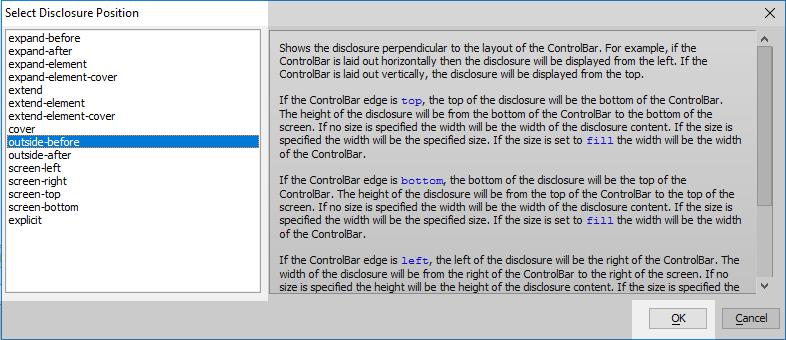 Select Disclosure Position
expand-before
expand-after
expand-element
expand-element-cover
extend
extend-element
extend-element-cover
cover
outside-before
outside-after
screen-left
screen-right
screen-top
screen-bottom
explicit
Shows the disclosure perpendicular to the layout of the ControlBar. For example, if the
ControlBar is laid out horizontally then the disclosure will be displayed from the left. If the
ControlBar is laid out vertically, the disclosure will be displayed from the top.
If the ControlBar edge is top, the top of the disclosure will be the bottom of the ControlBar.
The height of the disclosure will be from the bottom of the ControlBar to the bottom of the
screen. If no size is specified the width will be the width of the disclosure content. If the size is
specified the width will be the specified size. If the size is set to fill the width will be the width
of the ControlBar.
If the ControlBar edge is bottom, the bottom of the disclosure will be the top of the
ControlBar. The height of the disclosure will be from the top of the ControlBar to the top of the
screen. If no size is specified the width will be the width of the disclosure content. If the size is
specified the width will be the specified size. If the size is set to fill the width will be the width
of the ControlBar.
If the ControlBar edge is left, the left of the disclosure will be the right of the ControlBar. The
width of the disclosure will be from the right of the ControlBar to the right of the screen. If no
size is specified the height will be the height of the disclosure content. If the size is specified the
OK
Cancel